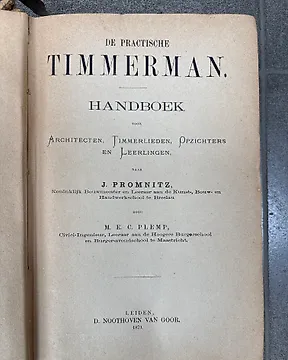 DE PRACTISCHE
TIMMERMAN.
HANDBOEK
VOOR
ARCHITECTEN, TIMMERLIEDEN, OPZICHTERS
EN LEERLINGEN,
NAAR
J. PROMNITZ,
Koninklijk Bouwmeester en Leeraar aan de Kunst-, Bouw- en
Handwerkschool te Breslau
DOOR
M. E. C. PLEMP,
Civiel-Ingenieur, Leeraar aan de Hoogere Burgerschool
en Burgeravondschool te Maastricht.
LEIDEN,
D. NOOTHOVEN VAN GOOR.